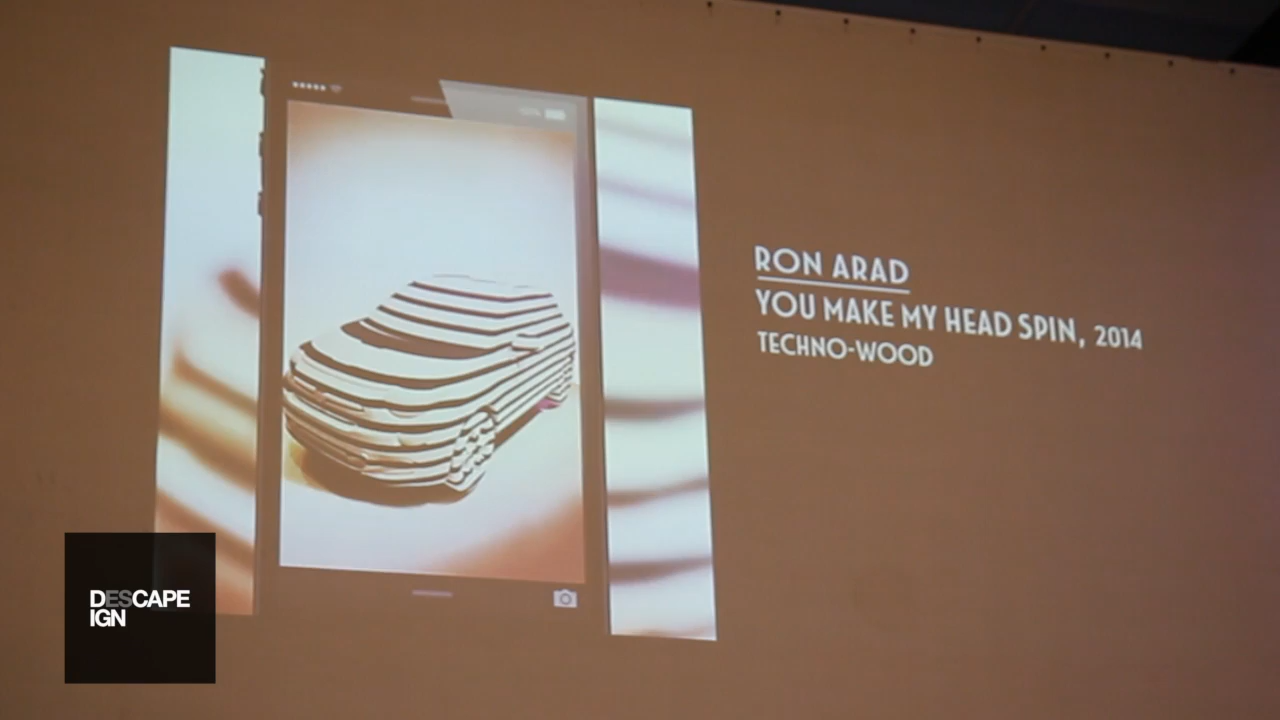 RON ARAD
YOU MAKE MY HEAD SPIN, 2014
TECHNO-WOOD
DESCAPE
IGN